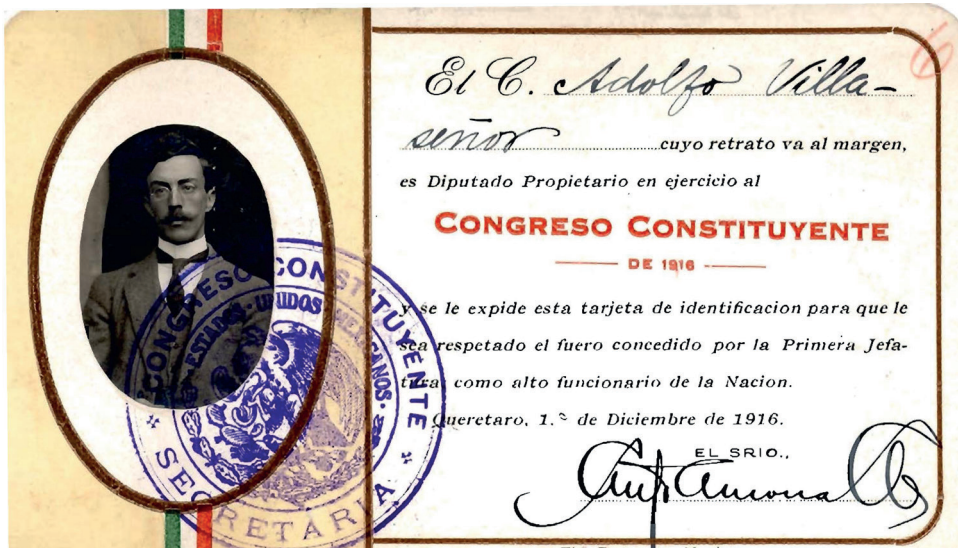 El C. Adolfo Villa-
señor cuyo retrato va al margen,
es Diputado Propietario en ejercicio al
CONGRESO CONSTITUYENTE
DE 1916
y se le expide esta tarjeta de identificacion para que le
sea respetado el fuero concedido por la Primera Jefa-
tura, como alto funcionario de la Nacion.
Queretaro, 1.º de Diciembre de 1916.
EL SRIO.,
CONGRESO CONSTITUYENTE
ESTADOS UNIDOS MEXICANOS.
SECRETARIA